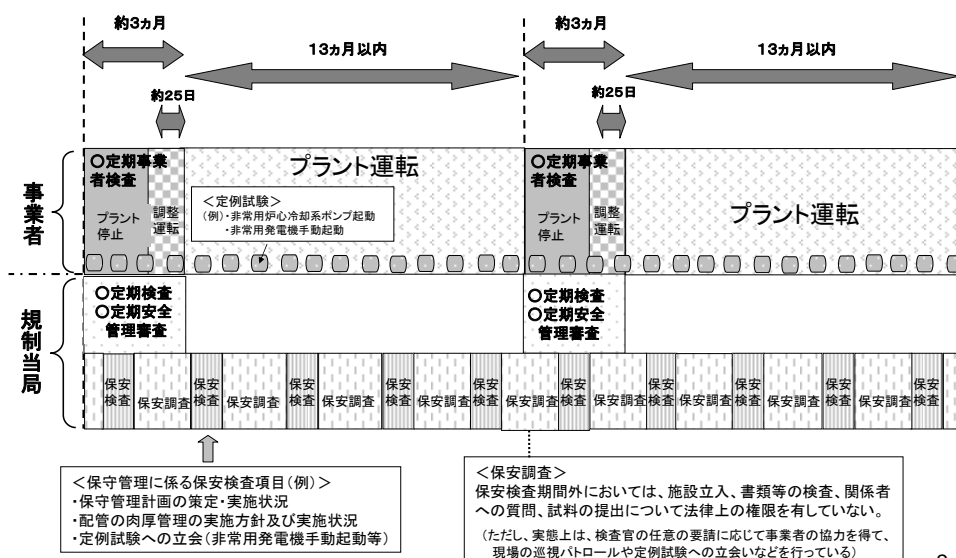 約3ヵ月
13ヵ月以内
約3ヵ月
13ヵ月以内
約25日
約25日
事業者
〇定期事業
者検査
プラント
停止
調整
運転
プラント運転
<定例試験>
(例)・非常用炉心冷却系ポンプ起動
・非常用発電機手動起動
〇定期事業
者検査
プラント
停止
調整
運転
プラント運転
規制当局
〇定期検査
〇定期安全
管理審査
〇定期検査
〇定期安全
管理審査
保安
検査
保安調査
保安
検査
保安調査
保安
検査
保安調査
保安
検査
保安調査
保安
検査
保安調査
保安
検査
保安調査
保安
検査
保安調査
保安
検査
保安調査
保安
検査
保安調査
保安
検査
<保守管理に係る保安検査項目(例)>
・保守管理計画の策定・実施状況
・配管の肉厚管理の実施方針及び実施状況
・定例試験への立会(非常用発電機手動起動等)
<保安調査>
保安検査期間外においては、施設立入、書類等の検査、関係者
への質問、試料の提出について法律上の権限を有していない。
(ただし、実態上は、検査官の任意の要請に応じて事業者の協力を得て、
現場の巡視パトロールや定例試験への立会いなどを行っている)